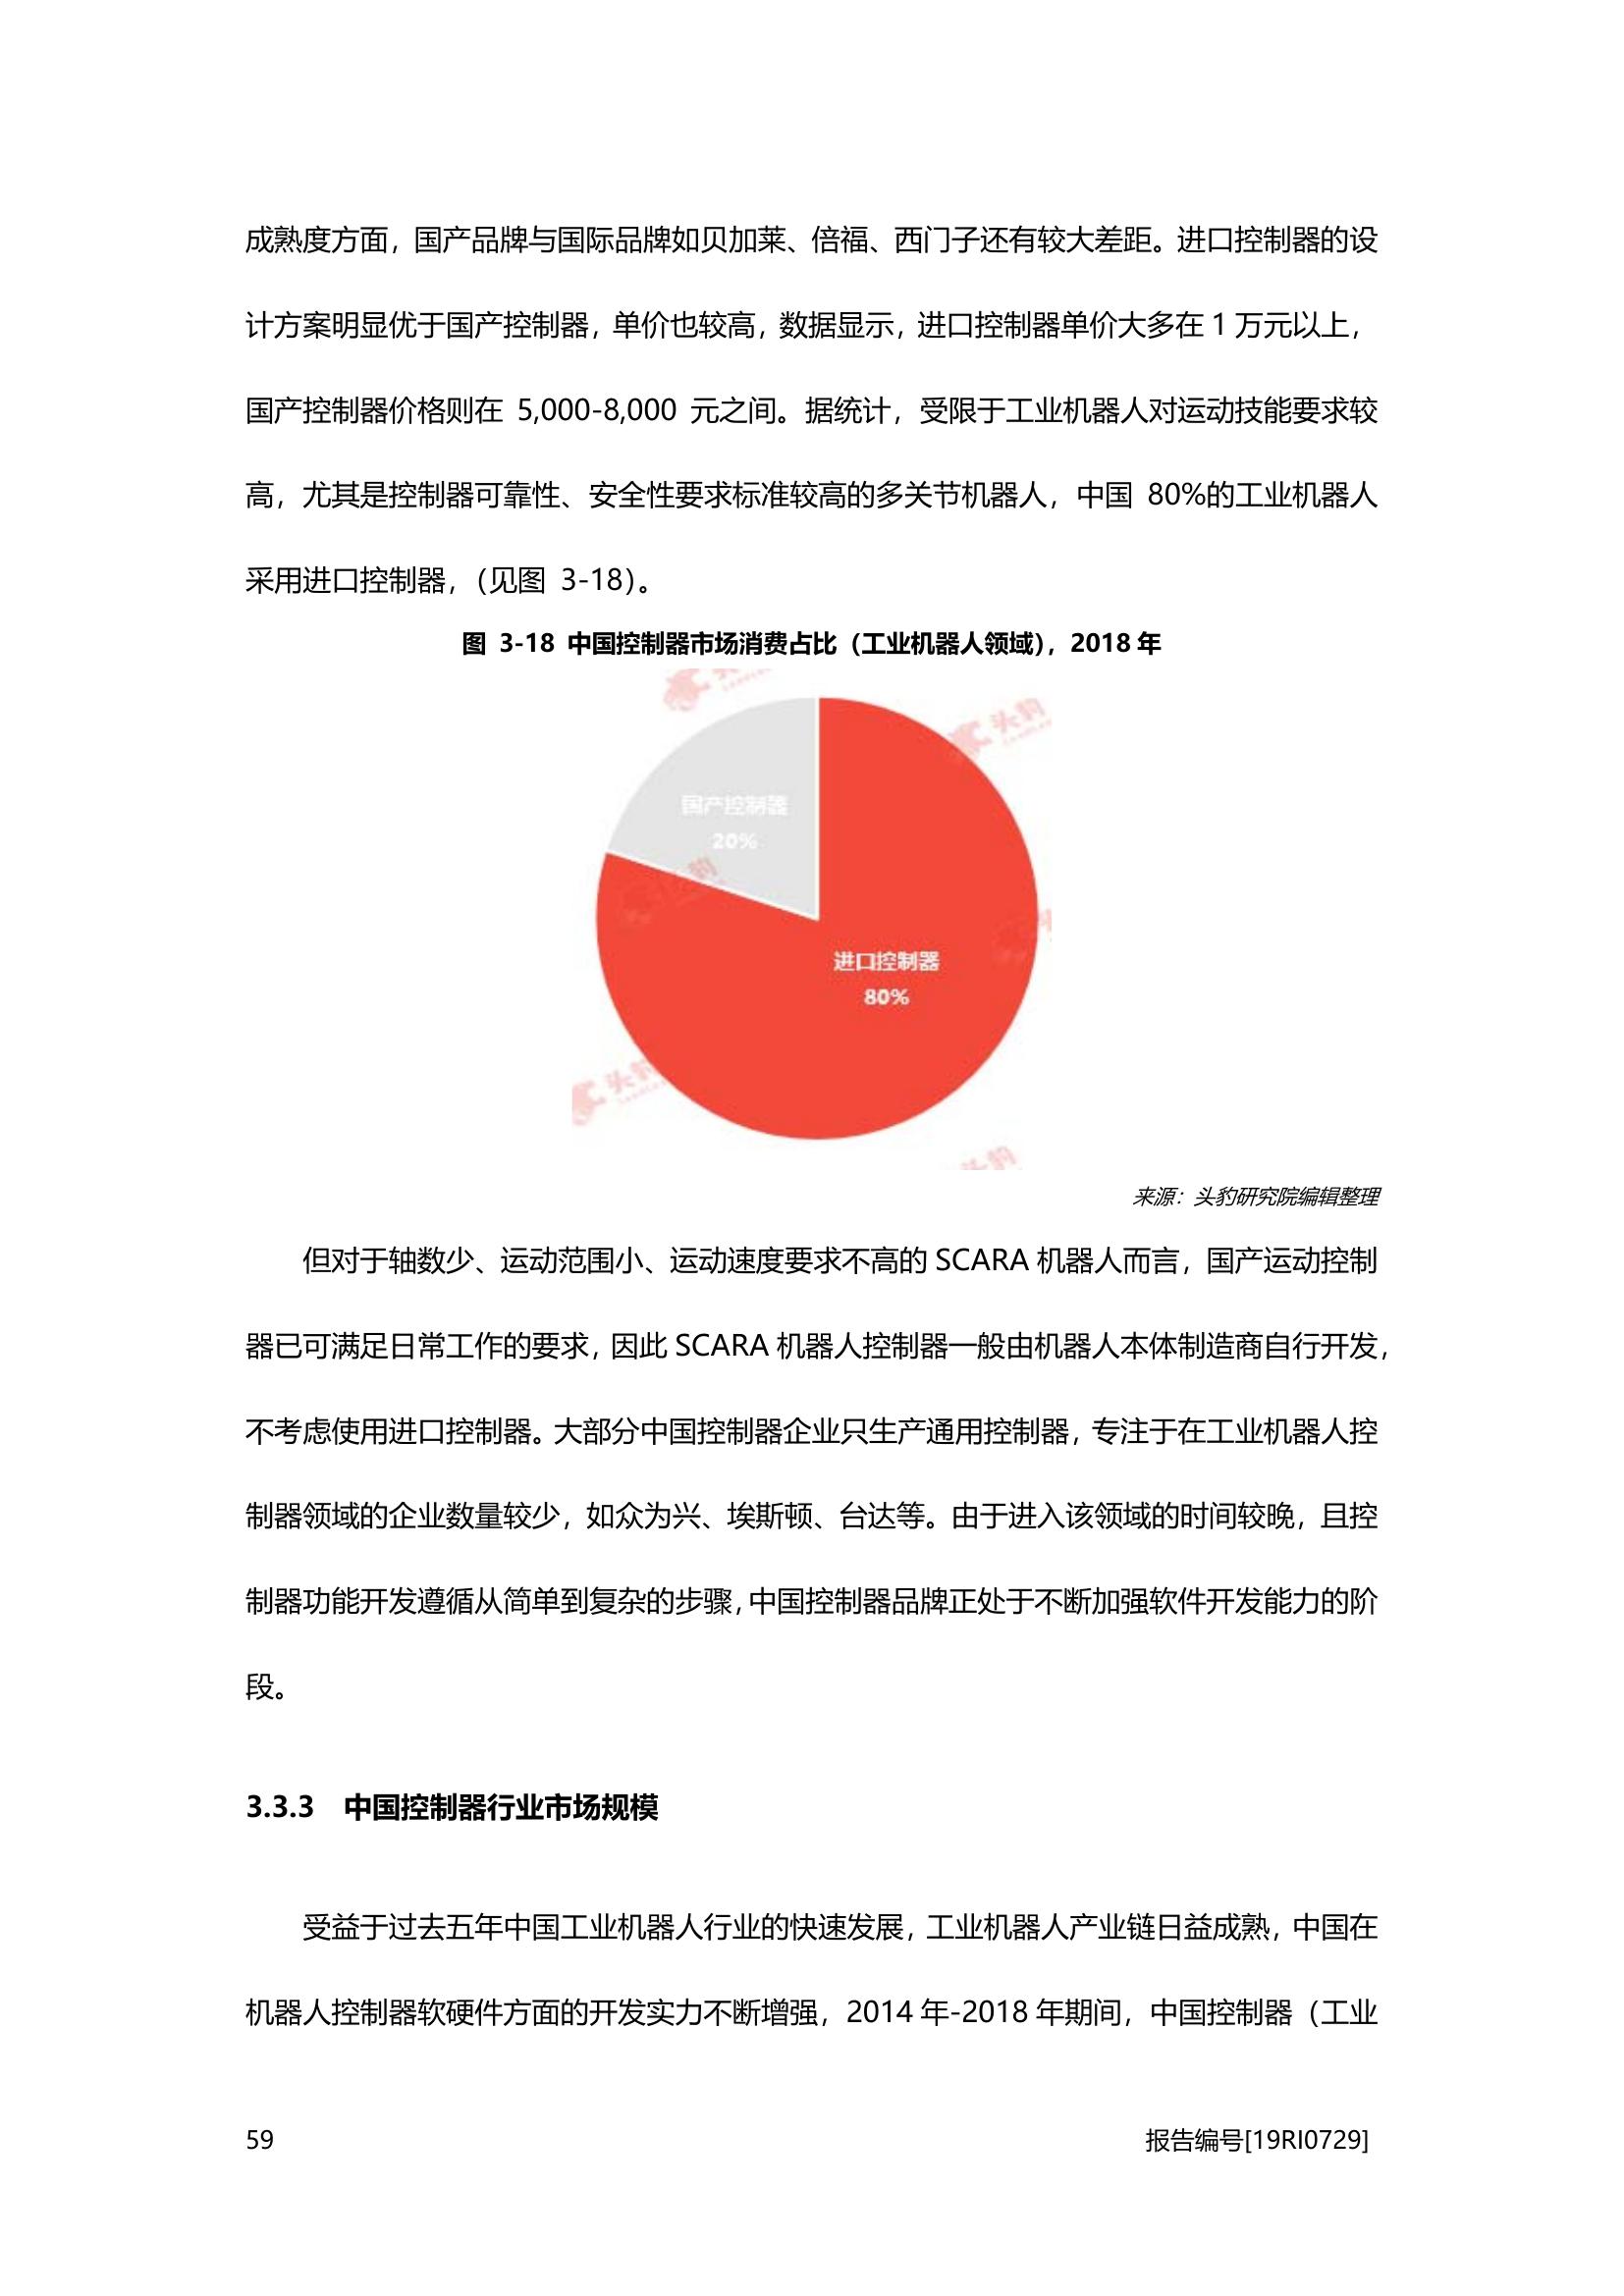 成熟度方面，国产品牌与国际品牌如贝加莱、倍福、西门子还有较大差距。进口控制器的设
计方案明显优于国产控制器，单价也较高，数据显示，进口控制器单价大多在 1 万元以上，
国产控制器价格则在 5,000-8,000 元之间。据统计，受限于工业机器人对运动技能要求较
高，尤其是控制器可靠性、安全性要求标准较高的多关节机器人，中国 80%的工业机器人
采用进口控制器，（见图 3-18）。
图 3-18 中国控制器市场消费占比（工业机器人领域），2018 年
头豹
国产控制器
20%
头豹
进口控制器
80%
头豹
头豹
来源：头豹研究院编辑整理
但对于轴数少、运动范围小、运动速度要求不高的 SCARA 机器人而言，国产运动控制
器已可满足日常工作的要求，因此 SCARA 机器人控制器一般由机器人本体制造商自行开发，
不考虑使用进口控制器。大部分中国控制器企业只生产通用控制器，专注于在工业机器人控
制器领域的企业数量较少，如众为兴、埃斯顿、台达等。由于进入该领域的时间较晚，且控
制器功能开发遵循从简单到复杂的步骤，中国控制器品牌正处于不断加强软件开发能力的阶
段。
3.3.3 中国控制器行业市场规模
受益于过去五年中国工业机器人行业的快速发展，工业机器人产业链日益成熟，中国在
机器人控制器软硬件方面的开发实力不断增强，2014 年-2018 年期间，中国控制器（工业
59
报告编号[19RI0729]